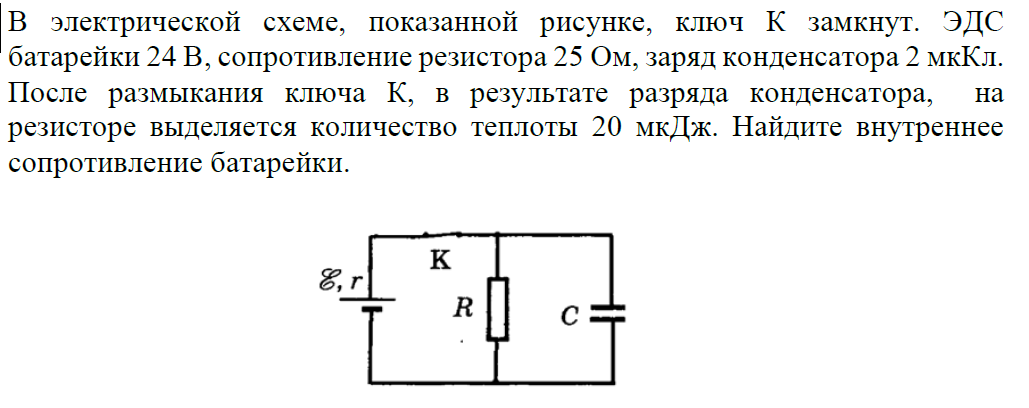 В электрической схеме, показанной рисунке, ключ К замкнут. ЭДС
батарейки 24 В, сопротивление резистора 25 Ом, заряд конденсатора 2 мкКл.
После размыкания ключа К, в результате разряда конденсатора, на
резисторе выделяется количество теплоты 20 мкДж. Найдите внутреннее
сопротивление батарейки.
K
ℰ, r
R
C